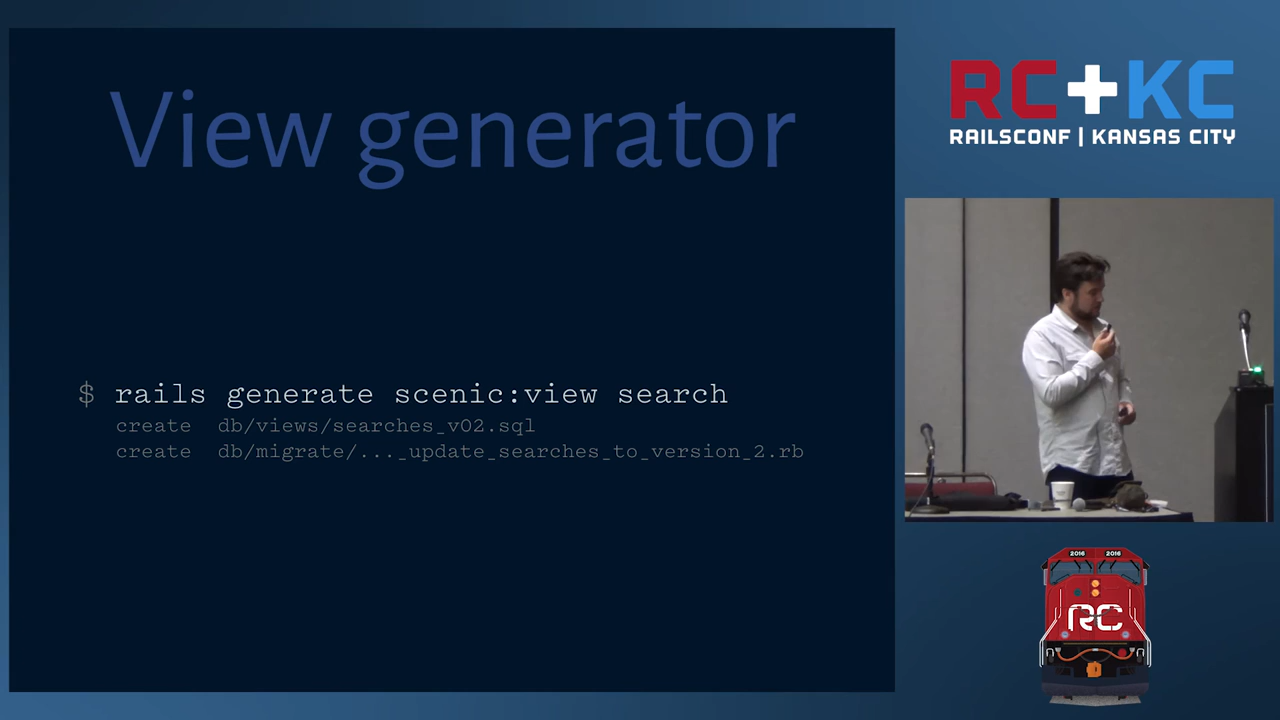 View generator
$ rails generate scenic:view search
create db/views/searches_v02.sql
create db/migrate/..._update_searches_to_version_2.rb
RC+KC
RAILSCONF | KANSAS CITY
2016 2016
RC